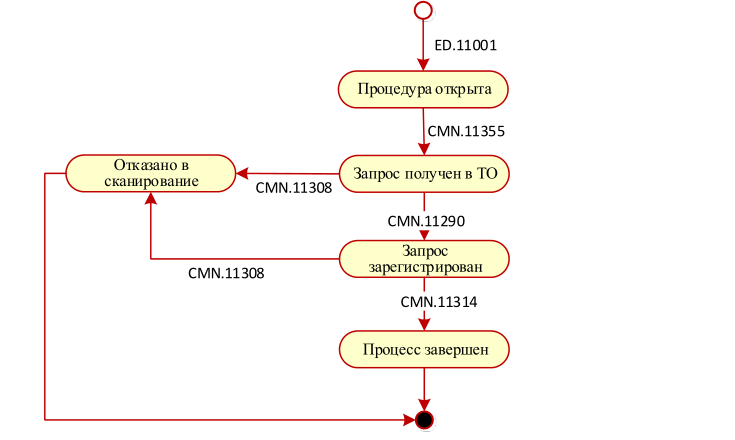 ED.11001
Процедура открыта
CMN.11355
Отказано в
сканирование
Запрос получен в ТО
CMN.11308
CMN.11290
Запрос
зарегистрирован
CMN.11308
CMN.11314
Процесс завершен